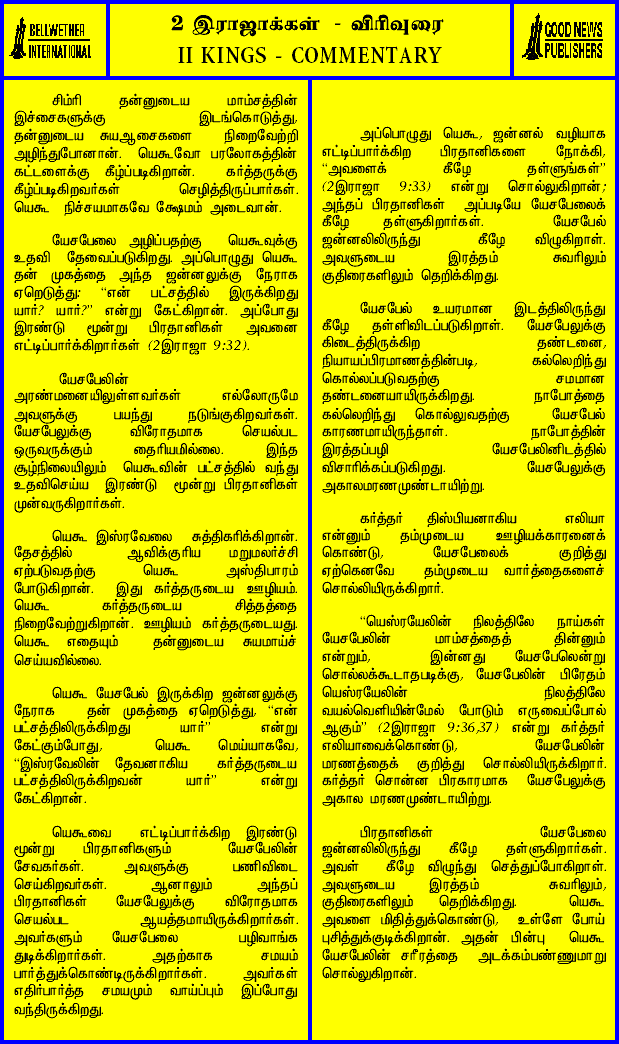 BELLWETHER
INTERNATIONAL
2 இராஜாக்கள் - விரிவுரை
II KINGS - COMMENTARY
GOOD NEWS
PUBLISHERS
சிம்ரி தன்னுடைய மாம்சத்தின்
இச்சைகளுக்கு இடங்கொடுத்து,
தன்னுடைய சுயஆசைகளை நிறைவேற்றி
அழிந்துபோனான். யெகூவோ பரலோகத்தின்
கட்டளைக்கு கீழ்ப்படிகிறான். கர்த்தருக்கு
கீழ்ப்படிகிறவர்கள் செழித்திருப்பார்கள்.
யெகூ நிச்சயமாகவே க்ஷேமம் அடைவான்.
யேசபேலை அழிப்பதற்கு யெகூவுக்கு
உதவி தேவைப்படுகிறது. அப்பொழுது யெகூ
தன் முகத்தை அந்த ஜன்னலுக்கு நேராக
ஏறெடுத்து: “என் பட்சத்தில் இருக்கிறது
யார்? யார்?” என்று கேட்கிறான். அப்போது
இரண்டு மூன்று பிரதானிகள் அவனை
எட்டிப்பார்க்கிறார்கள் (2இராஜா 9:32).
யேசபேலின்
அரண்மனையிலுள்ளவர்கள் எல்லோருமே
அவளுக்கு பயந்து நடுங்குகிறவர்கள்.
யேசபேலுக்கு விரோதமாக செயல்பட
ஒருவருக்கும் தைரியமில்லை. இந்த
சூழ்நிலையிலும் யெகூவின் பட்சத்தில் வந்து
உதவிசெய்ய இரண்டு மூன்று பிரதானிகள்
முன்வருகிறார்கள்.
யெகூ இஸ்ரவேலை சுத்திகரிக்கிறான்.
தேசத்தில் ஆவிக்குரிய மறுமலர்ச்சி
ஏற்படுவதற்கு யெகூ அஸ்திபாரம்
போடுகிறான். இது கர்த்தருடைய ஊழியம்.
யெகூ கர்த்தருடைய சித்தத்தை
நிறைவேற்றுகிறான். ஊழியம் கர்த்தருடையது.
யெகூ எதையும் தன்னுடைய சுயமாய்ச்
செய்யவில்லை.
யெகூ யேசபேல் இருக்கிற ஜன்னலுக்கு
நேராக தன் முகத்தை ஏறெடுத்து, “என்
பட்சத்திலிருக்கிறது யார்” என்று
கேட்கும்போது, யெகூ மெய்யாகவே,
“இஸ்ரவேலின் தேவனாகிய கர்த்தருடைய
பட்சத்திலிருக்கிறவன் யார்” என்று
கேட்கிறான்.
யெகூவை எட்டிப்பார்க்கிற இரண்டு
மூன்று பிரதானிகளும் யேசபேலின்
சேவகர்கள். அவளுக்கு பணிவிடை
செய்கிறவர்கள். ஆனாலும் அந்தப்
பிரதானிகள் யேசபேலுக்கு விரோதமாக
செயல்பட ஆயத்தமாயிருக்கிறார்கள்.
அவர்களும் யேசபேலை பழிவாங்க
துடிக்கிறார்கள். அதற்காக சமயம்
பார்த்துக்கொண்டிருக்கிறார்கள். அவர்கள்
எதிர்பார்த்த சமயமும் வாய்ப்பும் இப்போது
வந்திருக்கிறது.
அப்பொழுது யெகூ, ஜன்னல் வழியாக
எட்டிப்பார்க்கிற பிரதானிகளை நோக்கி,
“அவளைக் கீழே தள்ளுங்கள்”
(2இராஜா 9:33) என்று சொல்லுகிறான்;
அந்தப் பிரதானிகள் அப்படியே யேசபேலைக்
கீழே தள்ளுகிறார்கள். யேசபேல்
ஜன்னலிலிருந்து கீழே விழுகிறாள்.
அவளுடைய இரத்தம் சுவரிலும்
குதிரைகளிலும் தெறிக்கிறது.
யேசபேல் உயரமான இடத்திலிருந்து
கீழே தள்ளிவிடப்படுகிறாள். யேசபேலுக்கு
கிடைத்திருக்கிற தண்டனை,
நியாயப்பிரமாணத்தின்படி, கல்லெறிந்து
கொல்லப்படுவதற்கு சமமான
தண்டனையாயிருக்கிறது. நாபோத்தை
கல்லெறிந்து கொல்லுவதற்கு யேசபேல்
காரணமாயிருந்தாள். நாபோத்தின்
இரத்தப்பழி யேசபேலினிடத்தில்
விசாரிக்கப்படுகிறது. யேசபேலுக்கு
அகாலமரணமுண்டாயிற்று.
கர்த்தர் திஸ்பியனாகிய எலியா
என்னும் தம்முடைய ஊழியக்காரனைக்
கொண்டு, யேசபேலைக் குறித்து
ஏற்கெனவே தம்முடைய வார்த்தைகளைச்
சொல்லியிருக்கிறார்.
“யெஸ்ரயேலின் நிலத்திலே நாய்கள்
யேசபேலின் மாம்சத்தைத் தின்னும்
என்றும், இன்னது யேசபேலென்று
சொல்லக்கூடாதபடிக்கு, யேசபேலின் பிரேதம்
யெஸ்ரயேலின் நிலத்திலே
வயல்வெளியின்மேல் போடும் எருவைப்போல்
ஆகும்” (2இராஜா 9:36,37) என்று கர்த்தர்
எலியாவைக்கொண்டு, யேசபேலின்
மரணத்தைக் குறித்து சொல்லியிருக்கிறார்.
கர்த்தர் சொன்ன பிரகாரமாக யேசபேலுக்கு
அகால மரணமுண்டாயிற்று.
பிரதானிகள் யேசபேலை
ஜன்னலிலிருந்து கீழே தள்ளுகிறார்கள்.
அவள் கீழே விழுந்து செத்துப்போகிறாள்.
அவளுடைய இரத்தம் சுவரிலும்,
குதிரைகளிலும் தெறிக்கிறது. யெகூ
அவளை மிதித்துக்கொண்டு, உள்ளே போய்
புசித்துக்குடிக்கிறான். அதன் பின்பு யெகூ
யேசபேலின் சரீரத்தை அடக்கம்பண்ணுமாறு
சொல்லுகிறான்.